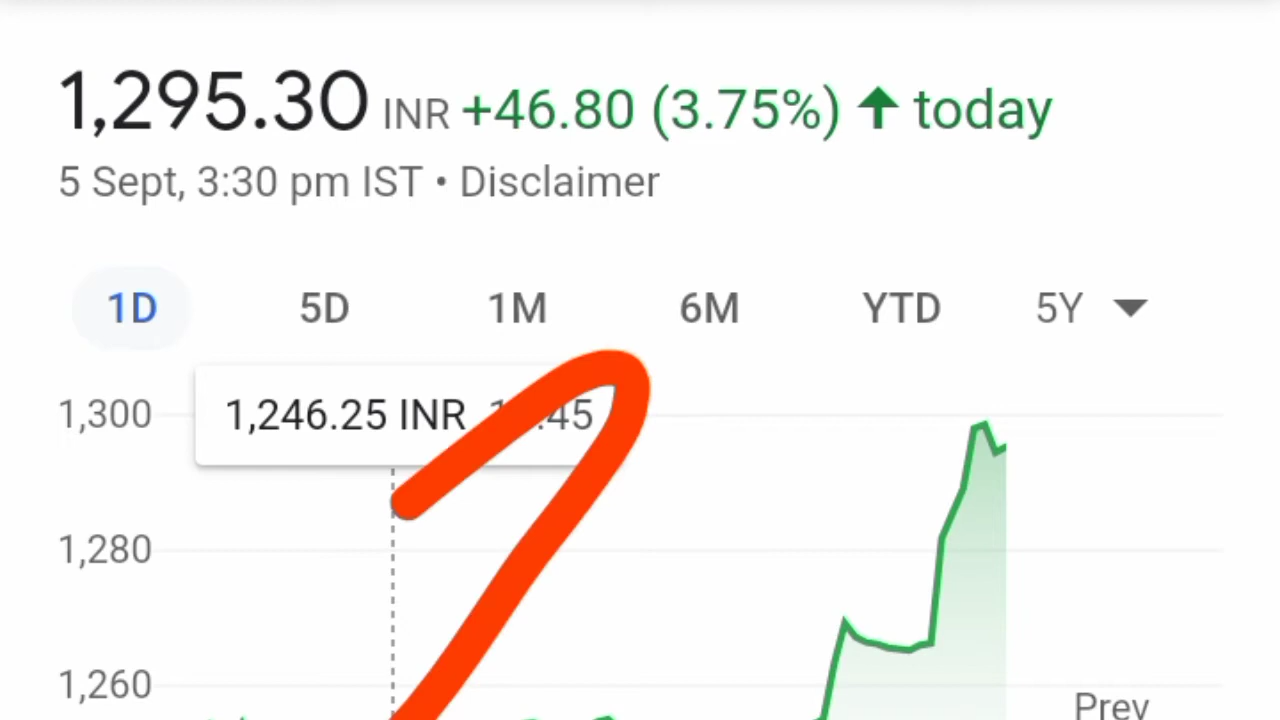 1,295.30 INR +46.80 (3.75%) ↑ today
5 Sept, 3:30 pm IST • Disclaimer
1D 5D 1M 6M YTD 5Y
1,246.25 INR
1,300
1,280
1,260
Prev